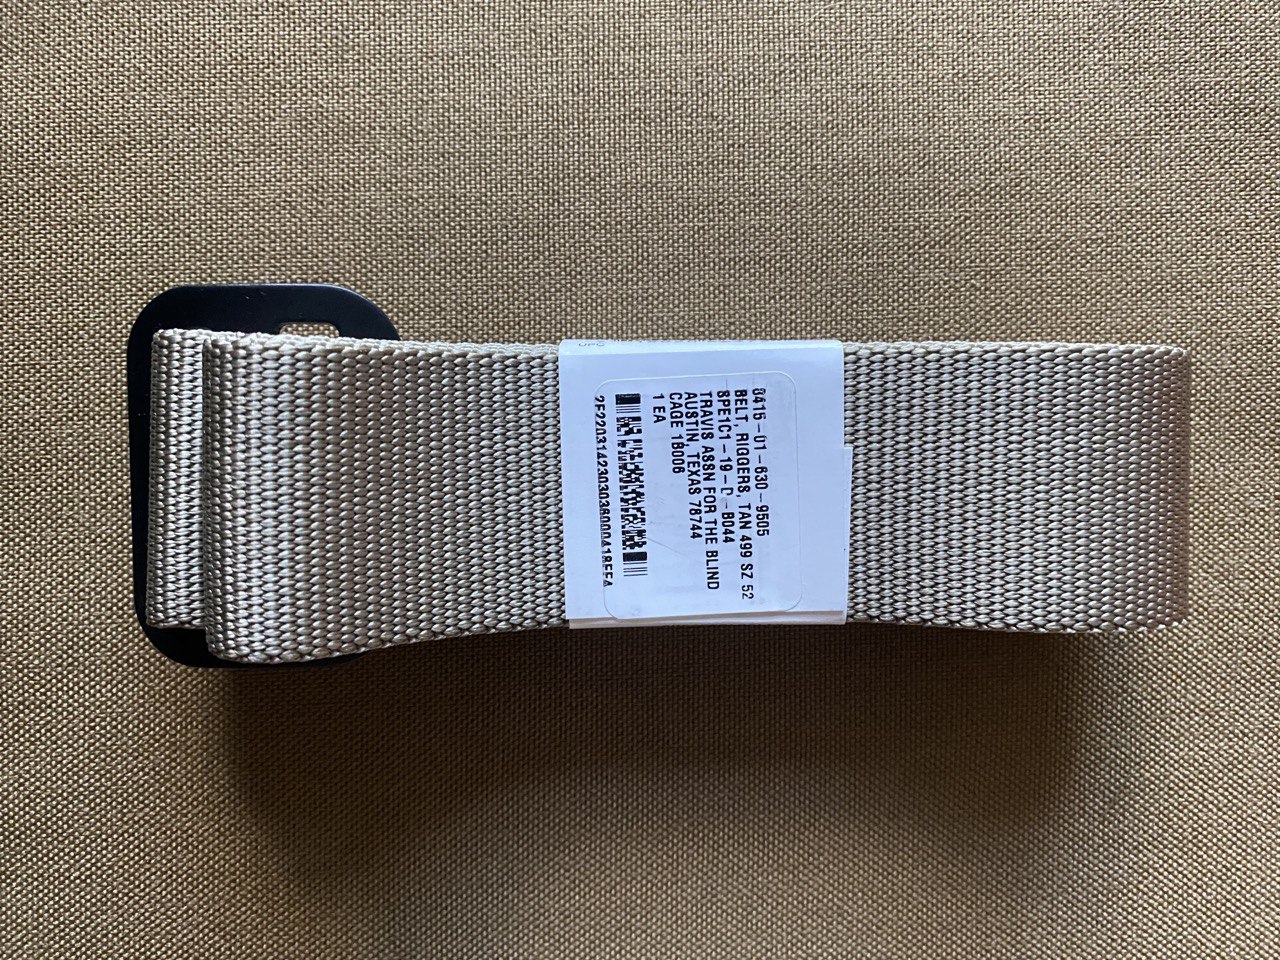 8415-01-630-9505
BELT, RIGGERS, TAN 499 SZ 52
SPE1C1-19-D-B044
TRAVIS ASSN FOR THE BLIND
AUSTIN, TEXAS 78744
CAGE 1B006
1 EA